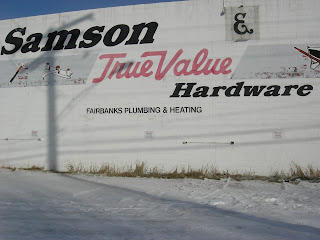 Samson
&
True Value
Hardware
FAIRBANKS PLUMBING & HEATING